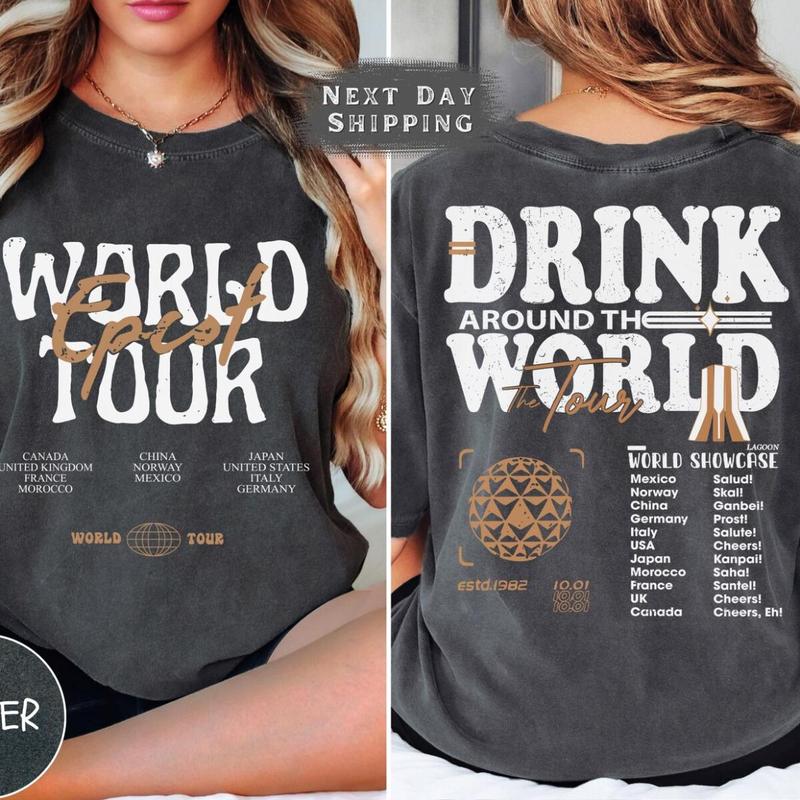 NEXT DAY
SHIPPING
WORLD
Epcot
TOUR
CANADA
UNITED KINGDOM
FRANCE
MOROCCO
CHINA
NORWAY
MEXICO
JAPAN
UNITED STATES
ITALY
GERMANY
WORLD TOUR
ER
DRINK
AROUND TH
WORLD
The Tour
LAGOON
WORLD SHOWCASE
Mexico Salud!
Norway Skal!
China Ganbei!
Germany Prost!
Italy Salute!
USA Cheers!
Japan Kanpai!
Morocco Saha!
France Santel!
UK Cheers!
Canada Cheers, Eh!
estd.1982
10.01
10.01
10.01